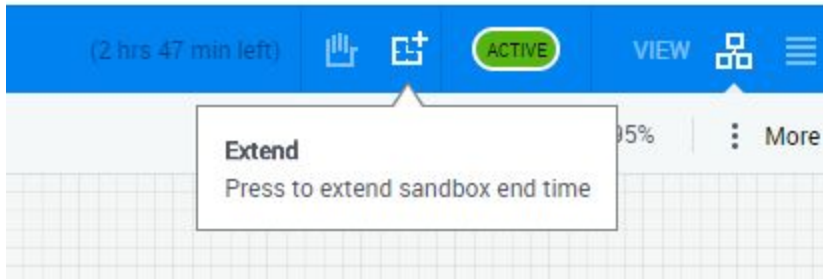 (2 hrs 47 min left)
ACTIVE
VIEW
Extend
Press to extend sandbox end time
95%
More